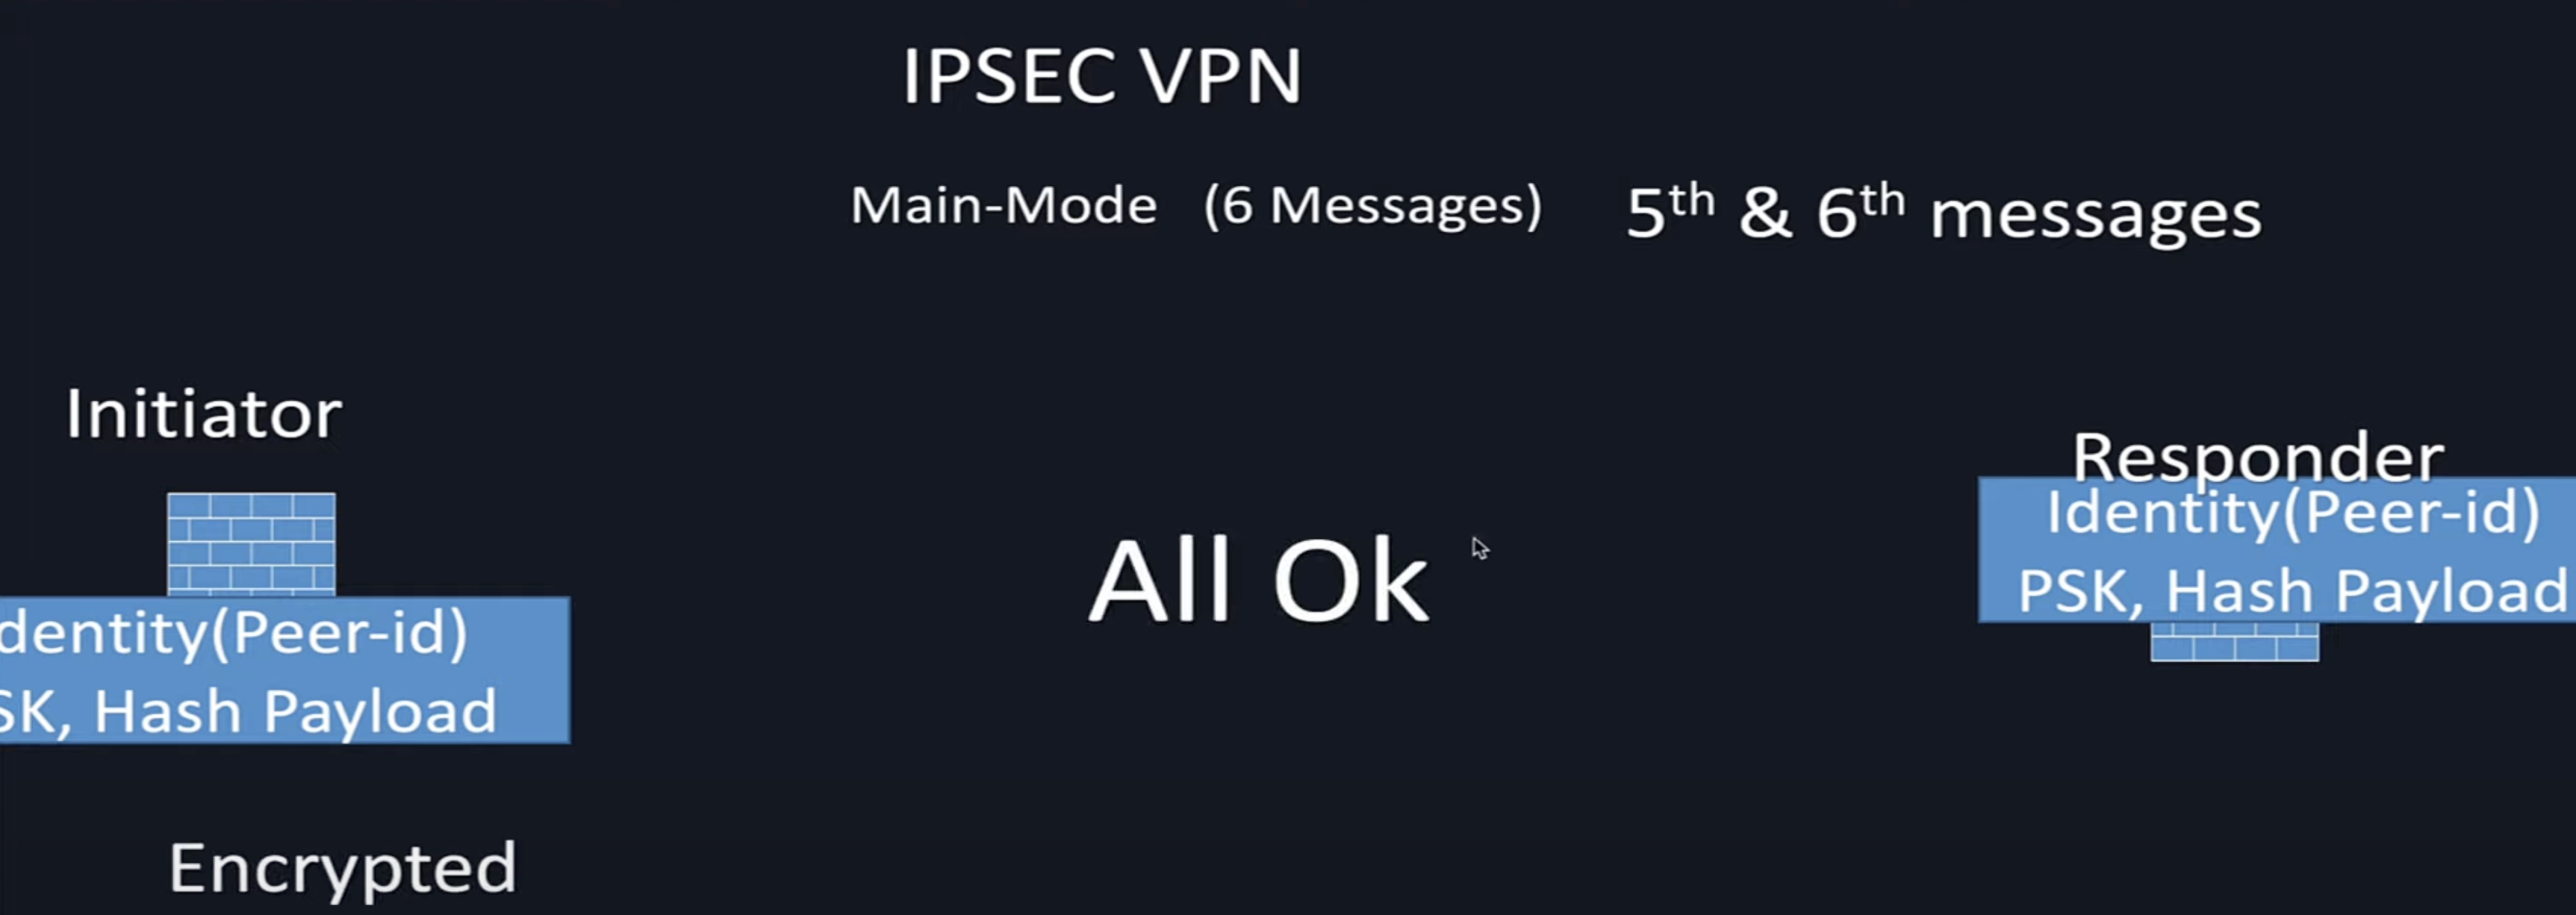 IPSEC VPN
Main-Mode (6 Messages) 5th & 6th messages
Initiator
Responder
Identity(Peer-id)
PSK, Hash Payload
All Ok
dentity(Peer-id)
SK, Hash Payload
Encrypted